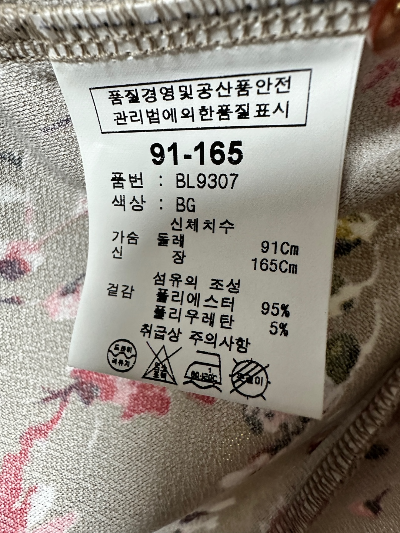 품질경영및공산품안전
관리법에의한품질표시
91-165
품번 : BL9307
색상 : BG
신체치수
가슴 둘레 91Cm
신 장 165Cm
섬유의 조성
겉감 폴리에스터 95%
폴리우레탄 5%
취급상 주의사항
드라이